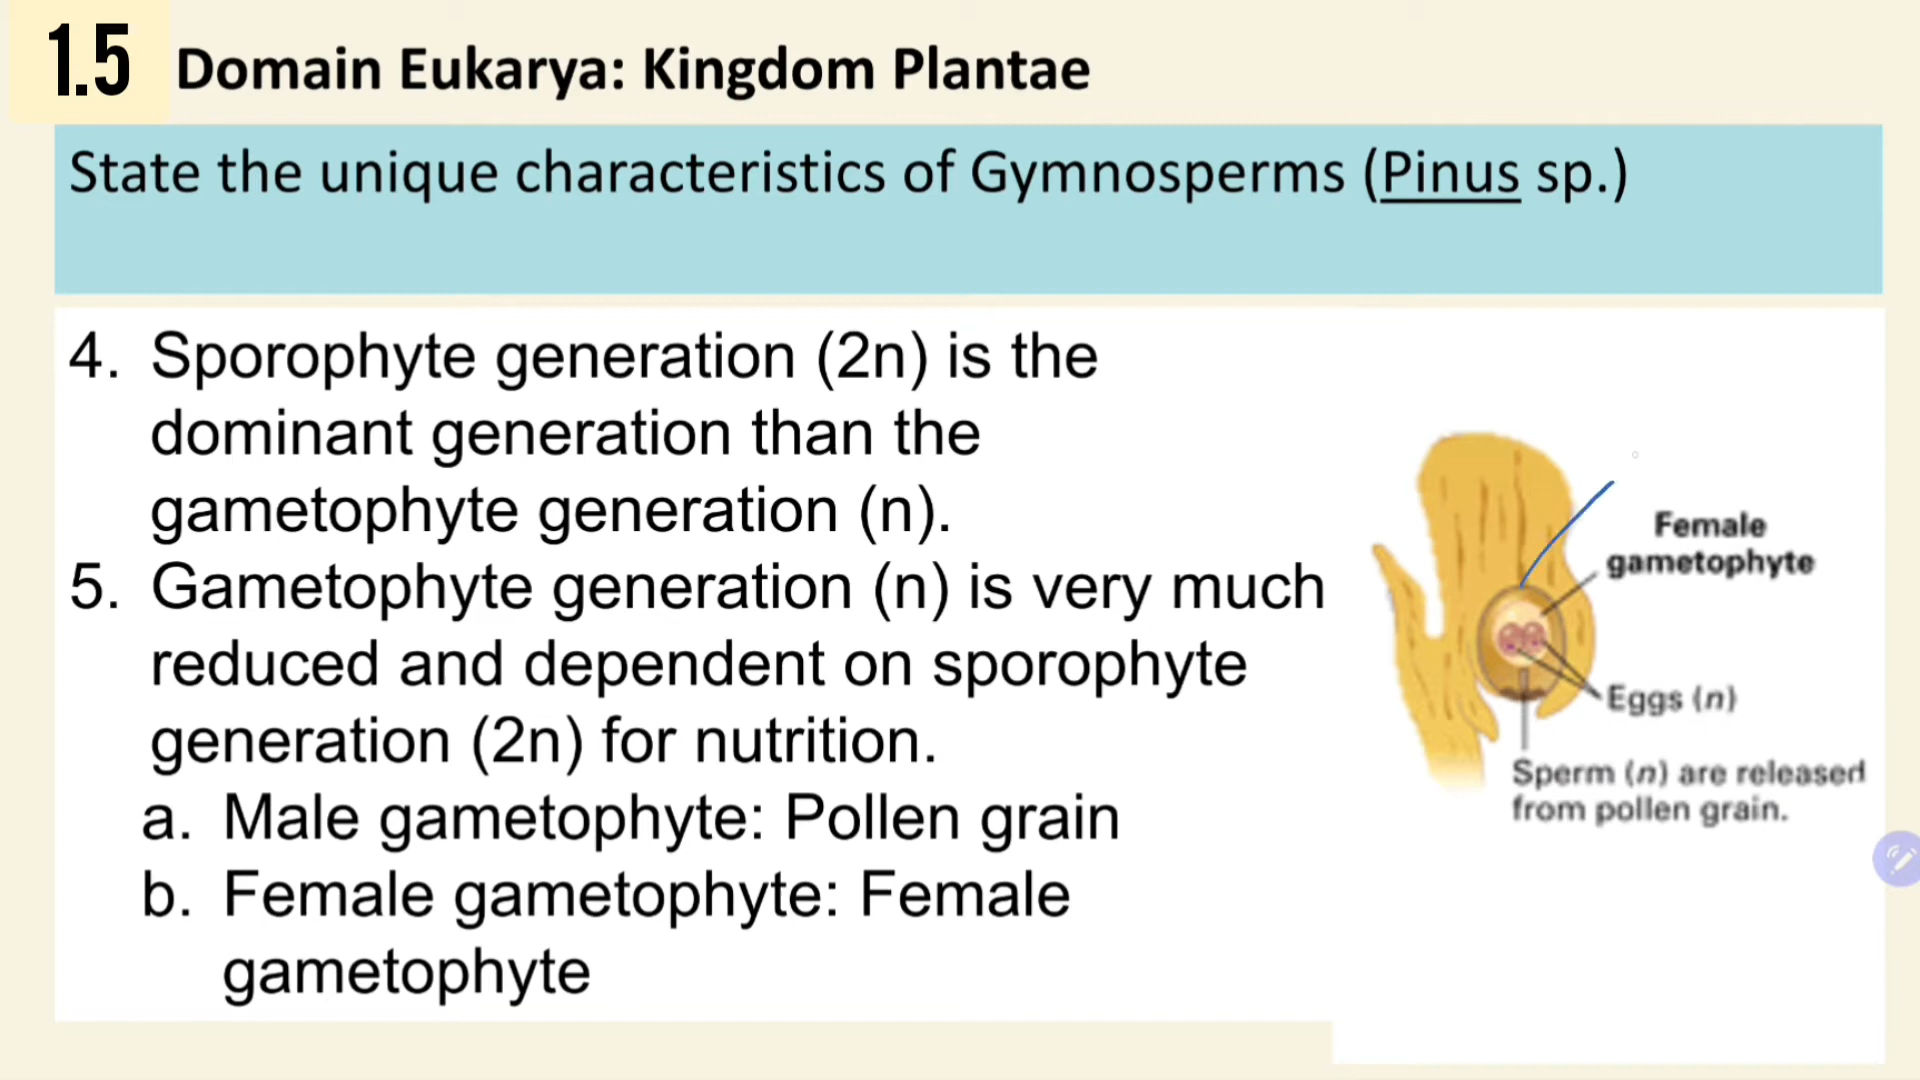 1.5 Domain Eukarya: Kingdom Plantae
State the unique characteristics of Gymnosperms (Pinus sp.)
4. Sporophyte generation (2n) is the
dominant generation than the
gametophyte generation (n).
5. Gametophyte generation (n) is very much
reduced and dependent on sporophyte
generation (2n) for nutrition.
a. Male gametophyte: Pollen grain
b. Female gametophyte: Female
gametophyte
Female
gametophyte
Eggs (n)
Sperm (n) are released
from pollen grain.